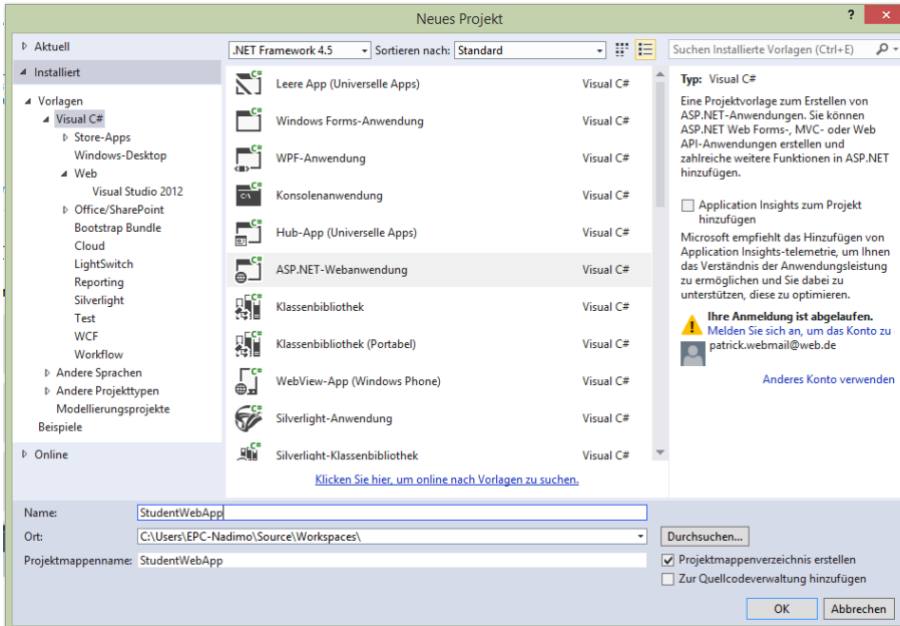 Neues Projekt
?
Aktuell
Installiert
Vorlagen
Visual C#
Store-Apps
Windows-Desktop
Web
Visual Studio 2012
Office/SharePoint
Bootstrap Bundle
Cloud
LightSwitch
Reporting
Silverlight
Test
WCF
Workflow
Andere Sprachen
Andere Projekttypen
Modellierungsprojekte
Beispiele
Online
.NET Framework 4.5
Sortieren nach:
Standard
Leere App (Universelle Apps) Visual C#
Windows Forms-Anwendung Visual C#
WPF-Anwendung Visual C#
Konsolenanwendung Visual C#
Hub-App (Universelle Apps) Visual C#
ASP.NET-Webanwendung Visual C#
Klassenbibliothek Visual C#
Klassenbibliothek (Portabel) Visual C#
WebView-App (Windows Phone) Visual C#
Silverlight-Anwendung Visual C#
Silverlight-Klassenbibliothek Visual C#
Klicken Sie hier, um online nach Vorlagen zu suchen.
Suchen Installierte Vorlagen (Ctrl+E)
Typ: Visual C#
Eine Projektvorlage zum Erstellen von
ASP.NET-Anwendungen. Sie können
ASP.NET Web Forms-, MVC- oder Web
API-Anwendungen erstellen und
zahlreiche weitere Funktionen in ASP.NET
hinzufügen.
Application Insights zum Projekt
hinzufügen
Microsoft empfiehlt das Hinzufügen von
Application Insights-telemetrie, um Ihnen
das Verständnis der Anwendungsleistung
zu ermöglichen und Sie dabei zu
unterstützen, diese zu optimieren.
Ihre Anmeldung ist abgelaufen.
Melden Sie sich an, um das Konto zu
patrick.webmail@web.de
Anderes Konto verwenden
Name: StudentWebApp
Ort: C:\Users\EPC-Nadimo\Source\Workspaces\
Durchsuchen...
Projektmappenname: StudentWebApp
Projektmappenverzeichnis erstellen
Zur Quellcodeverwaltung hinzufügen
OK
Abbrechen